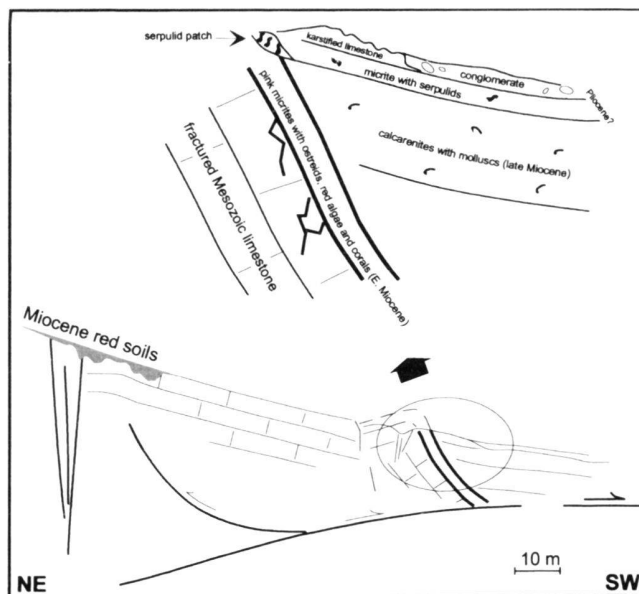 serpulid patch
karstified limestone
conglomerate
micrite with serpulids
Pliocene?
pink micrites with ostreids, red algae and corals (E. Miocene)
calcarenites with molluscs (late Miocene)
fractured Mesozoic limestone
Miocene red soils
10 m
NE
SW